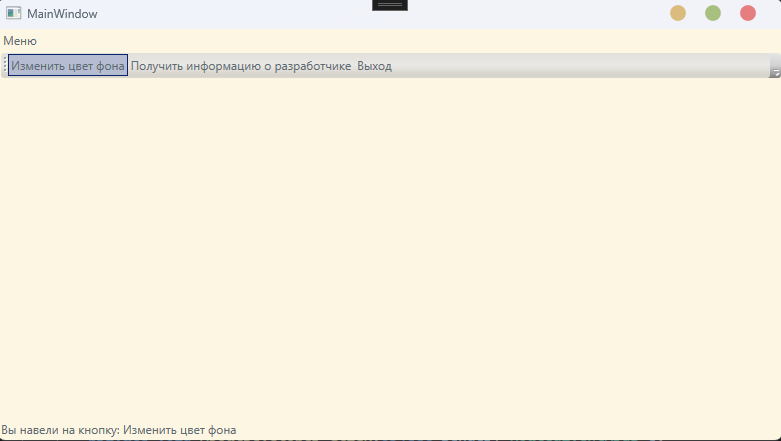 MainWindow
Меню
Изменить цвет фона Получить информацию о разработчике Выход
Вы навели на кнопку: Изменить цвет фона